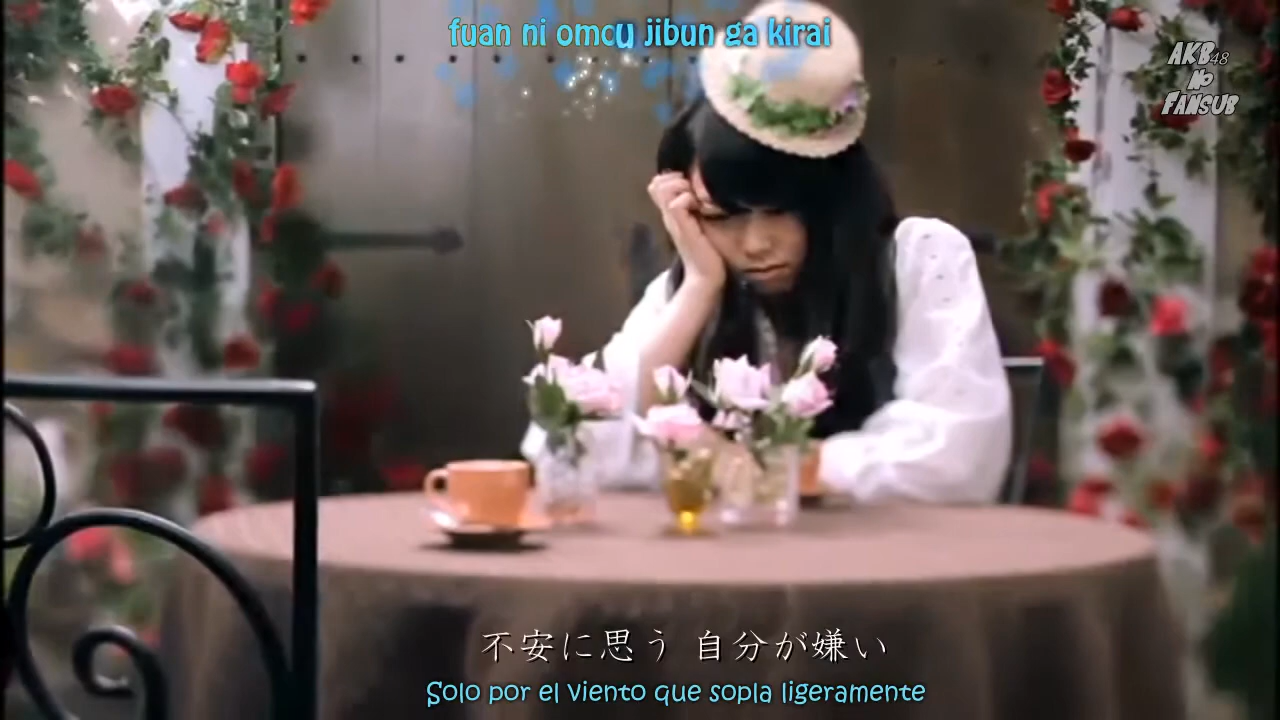 fuan ni omou jibun ga kirai
AKB48
No
FANSUB
不安に思う 自分が嫌い
Solo por el viento que sopla ligeramente